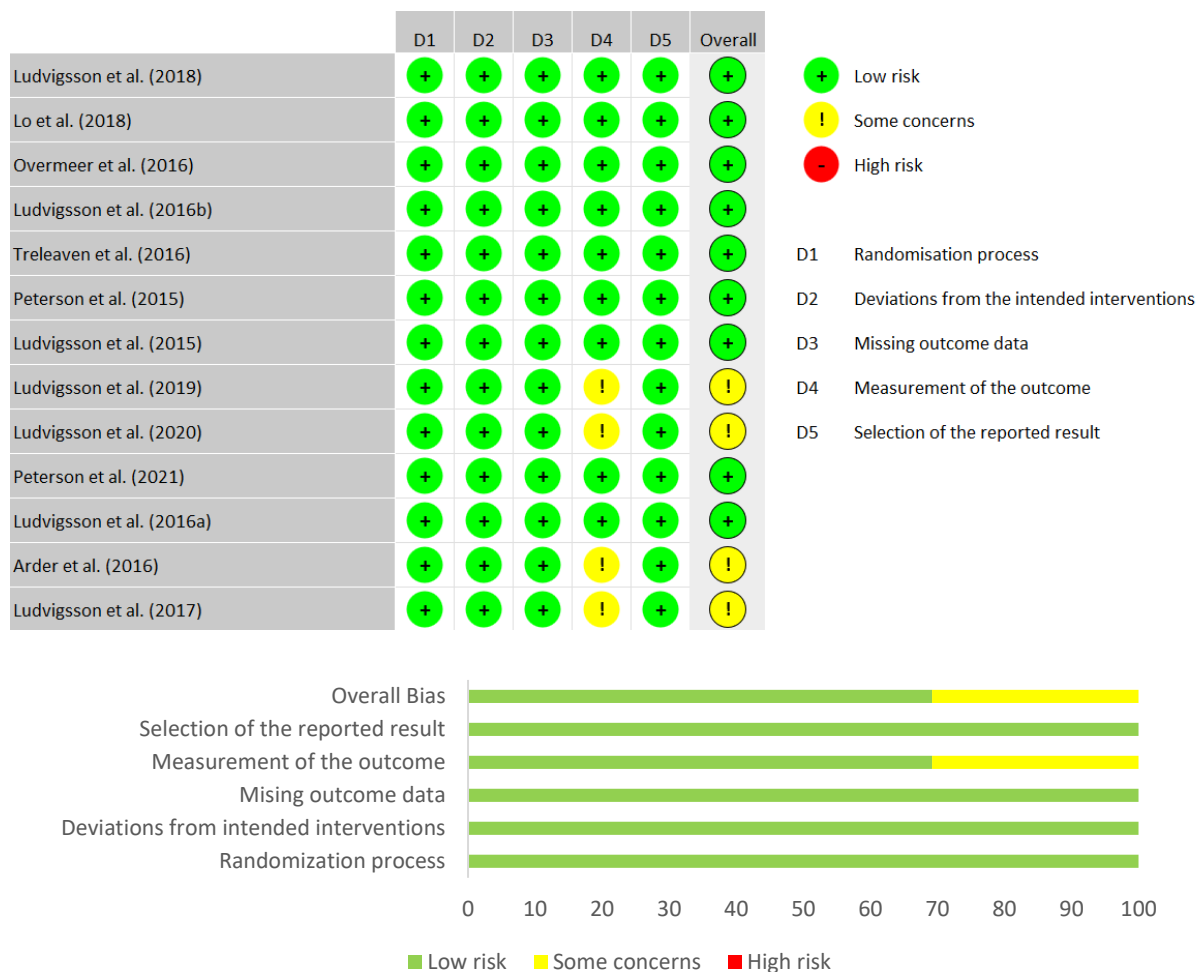 D1 D2 D3 D4 D5 Overall
Ludvigsson et al. (2018) + + + + + +
Lo et al. (2018) + + + + + +
Overmeer et al. (2016) + + + + + +
Ludvigsson et al. (2016b) + + + + + +
Treleaven et al. (2016) + + + + + +
Peterson et al. (2015) + + + + + +
Ludvigsson et al. (2015) + + + + + +
Ludvigsson et al. (2019) + + + ! + !
Ludvigsson et al. (2020) + + + ! + !
Peterson et al. (2021) + + + + + +
Ludvigsson et al. (2016a) + + + + + +
Arder et al. (2016) + + + ! + !
Ludvigsson et al. (2017) + + + ! + !
+ Low risk
! Some concerns
- High risk
D1 Randomisation process
D2 Deviations from the intended interventions
D3 Missing outcome data
D4 Measurement of the outcome
D5 Selection of the reported result
Overall Bias
Selection of the reported result
Measurement of the outcome
Mising outcome data
Deviations from intended interventions
Randomization process
0 10 20 30 40 50 60 70 80 90 100
Low risk Some concerns High risk